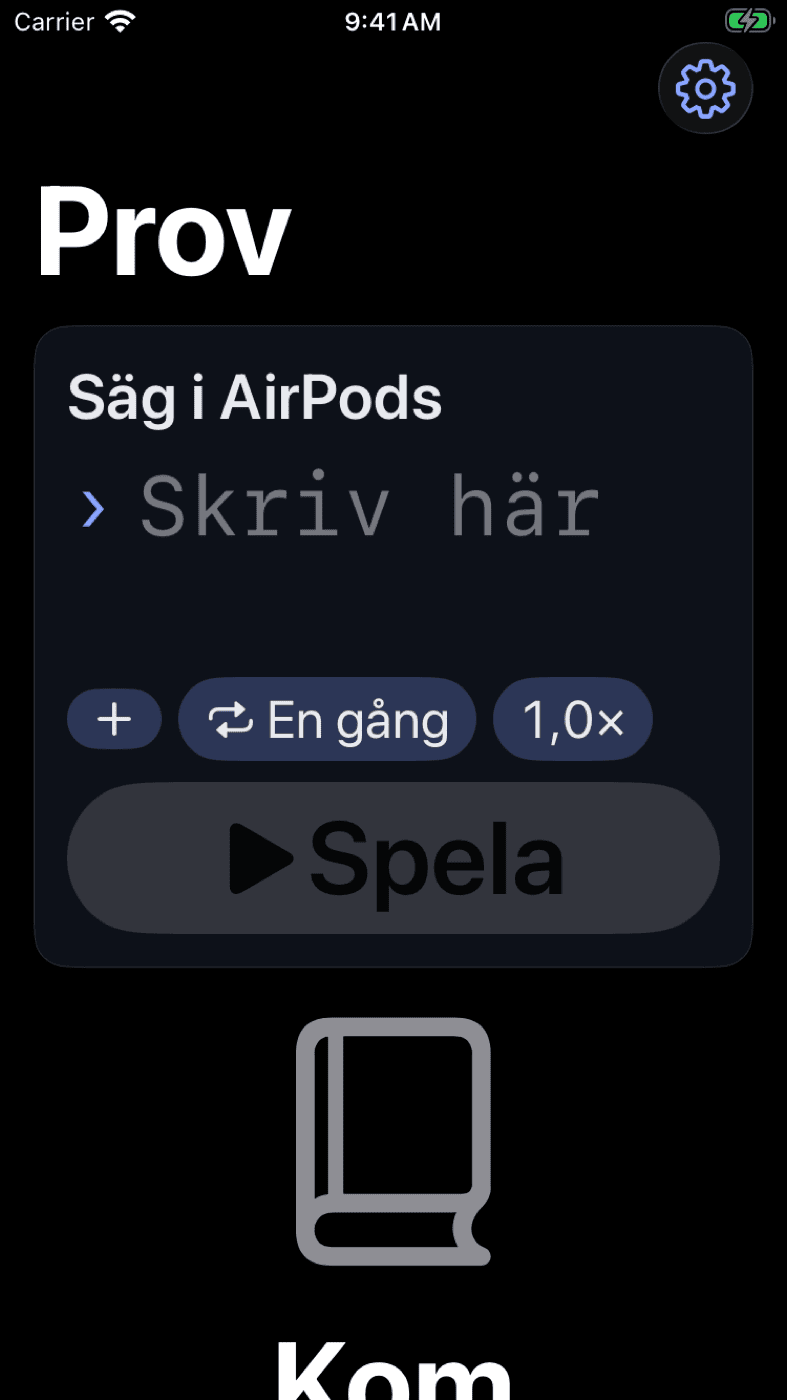 Carrier 9:41 AM
Prov
Säg i AirPods
› Skriv här
+ En gång 1,0×
Spela
Kom